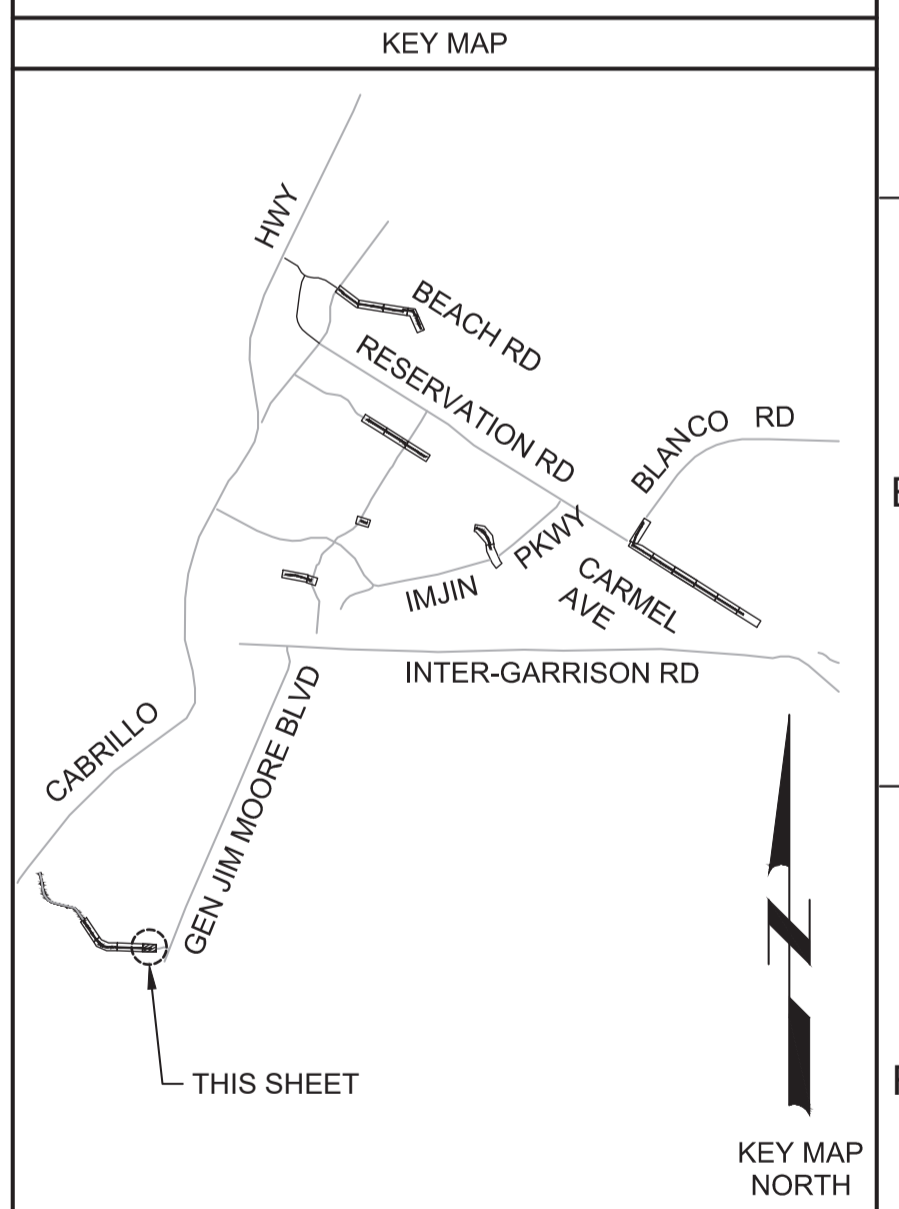 KEY MAP
HWY
BEACH RD
RESERVATION RD
BLANCO RD
IMJIN PKWY
CARMEL
AVE
INTER-GARRISON RD
CABRILLO
GEN JIM MOORE BLVD
N
THIS SHEET
KEY MAP
NORTH